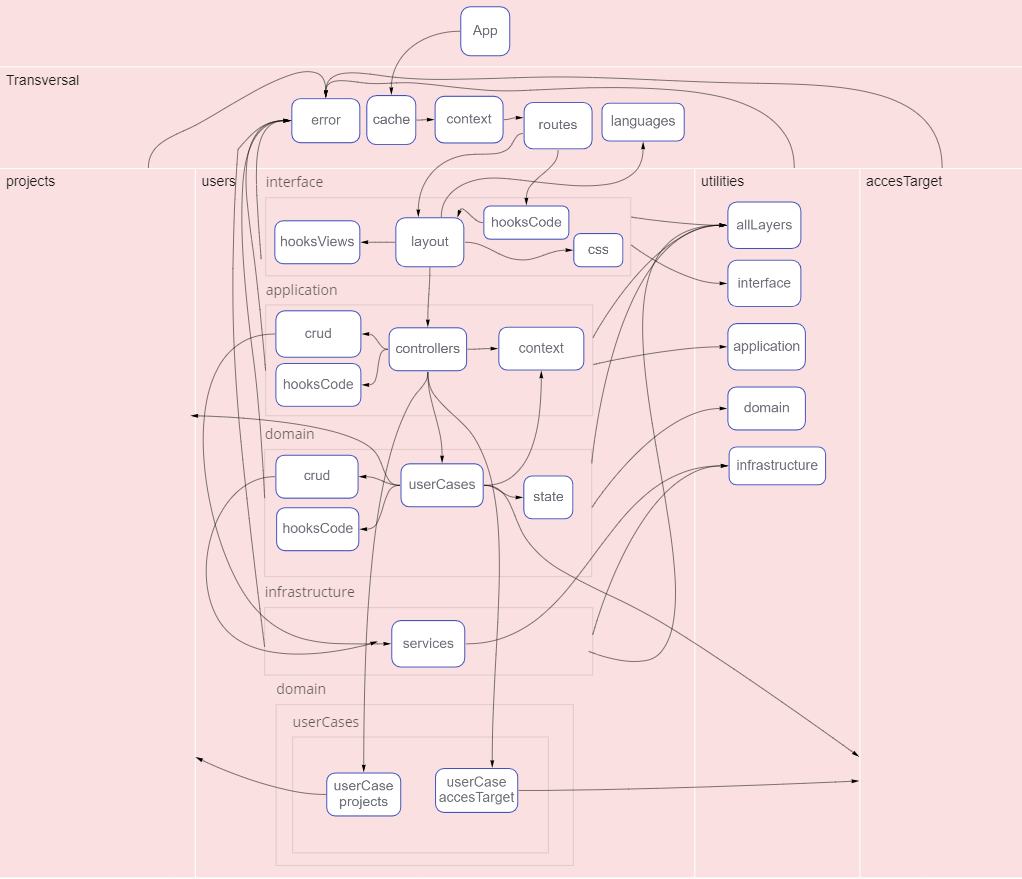 App
Transversal
error
cache
context
routes
languages
projects
users
interface
utilities
accesTarget
hooksViews
layout
hooksCode
css
allLayers
interface
application
crud
controllers
context
application
hooksCode
domain
domain
crud
userCases
state
infrastructure
hooksCode
infrastructure
services
domain
userCases
userCase
projects
userCase
accesTarget